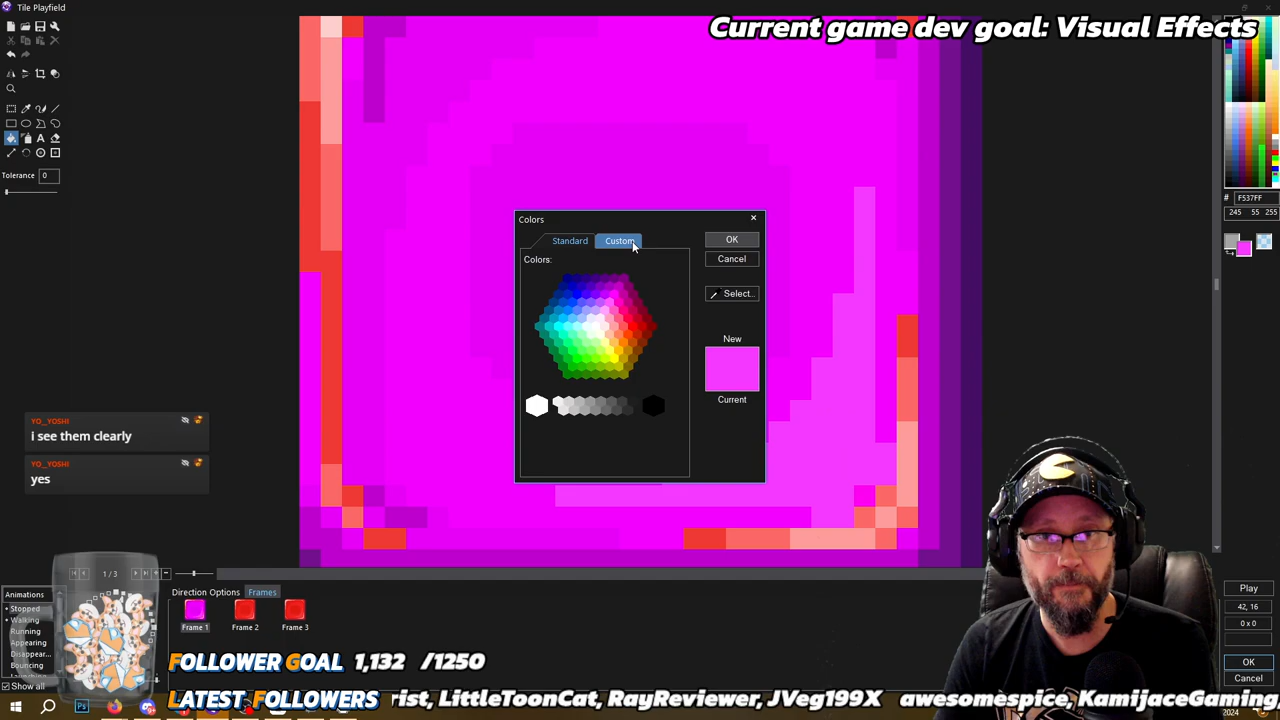 Tile Playfield
Current game dev goal: Visual Effects
Tolerance 0
# F537FF
245 55 255
Colors
Standard
Custom
Colors:
OK
Cancel
Select...
New
Current
YO_YOSHI
i see them clearly
YO_YOSHI
yes
1 / 3
Animations
Stopped
Walking
Running
Appearing
Disappear...
Bouncing
Show all
Direction Options
Frames
Frame 1
Frame 2
Frame 3
Play
42, 16
0 x 0
OK
Cancel
FOLLOWER GOAL 1,132 /1250
LATEST FOLLOWERS rist, LittleToonCat, RayReviewer, JVeg199X awesomespice, KamijaceGaming
2024